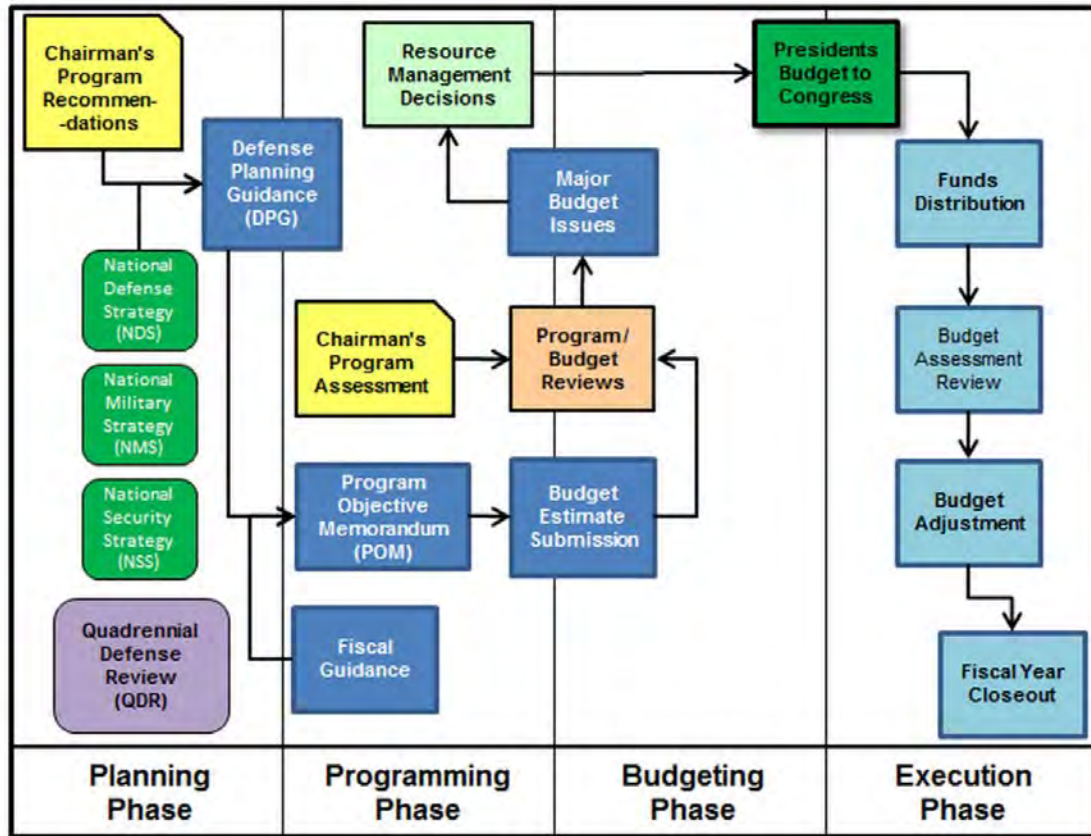 Chairman's
Program
Recommen-
-dations
Defense
Planning
Guidance
(DPG)
National
Defense
Strategy
(NDS)
National
Military
Strategy
(NMS)
National
Security
Strategy
(NSS)
Quadrennial
Defense
Review
(QDR)
Resource
Management
Decisions
Major
Budget
Issues
Chairman's
Program
Assessment
Program /
Budget
Reviews
Program
Objective
Memorandum
(POM)
Budget
Estimate
Submission
Fiscal
Guidance
Presidents
Budget to
Congress
Funds
Distribution
Budget
Assessment
Review
Budget
Adjustment
Fiscal Year
Closeout
Planning
Phase
Programming
Phase
Budgeting
Phase
Execution
Phase